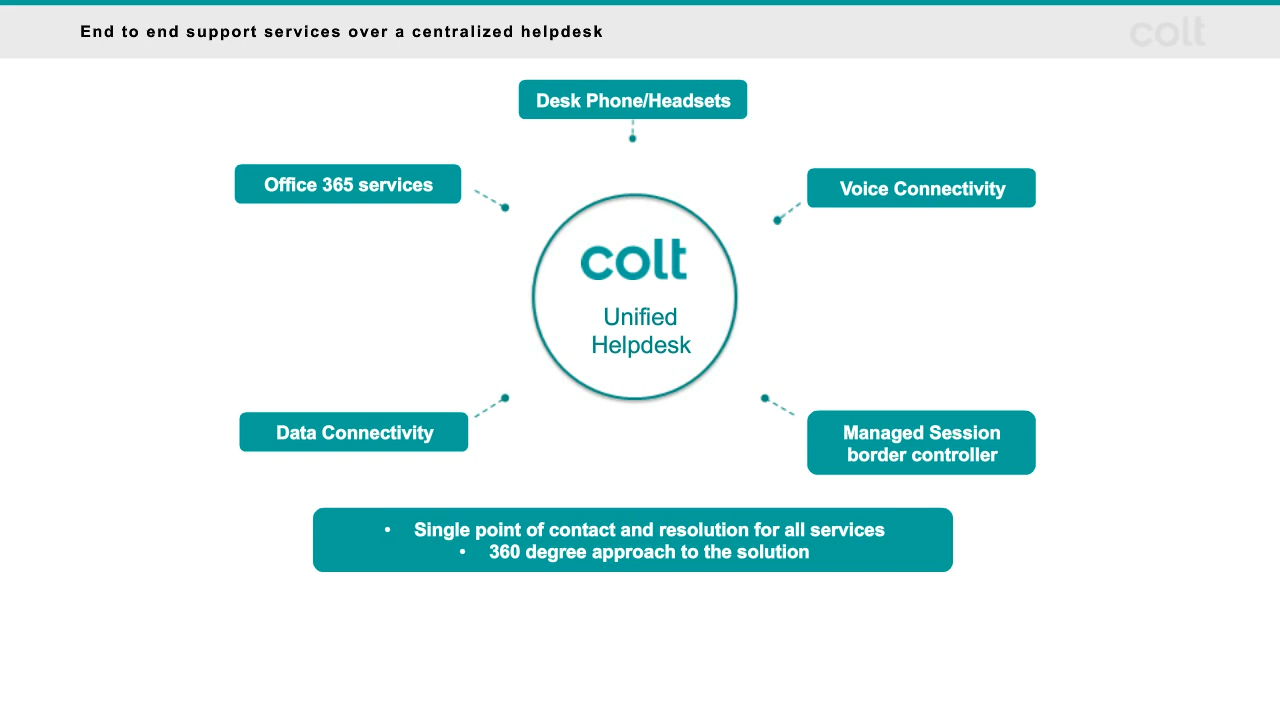 End to end support services over a centralized helpdesk
colt
Desk Phone/Headsets
Office 365 services
Voice Connectivity
colt
Unified
Helpdesk
Data Connectivity
Managed Session
border controller
• Single point of contact and resolution for all services
• 360 degree approach to the solution